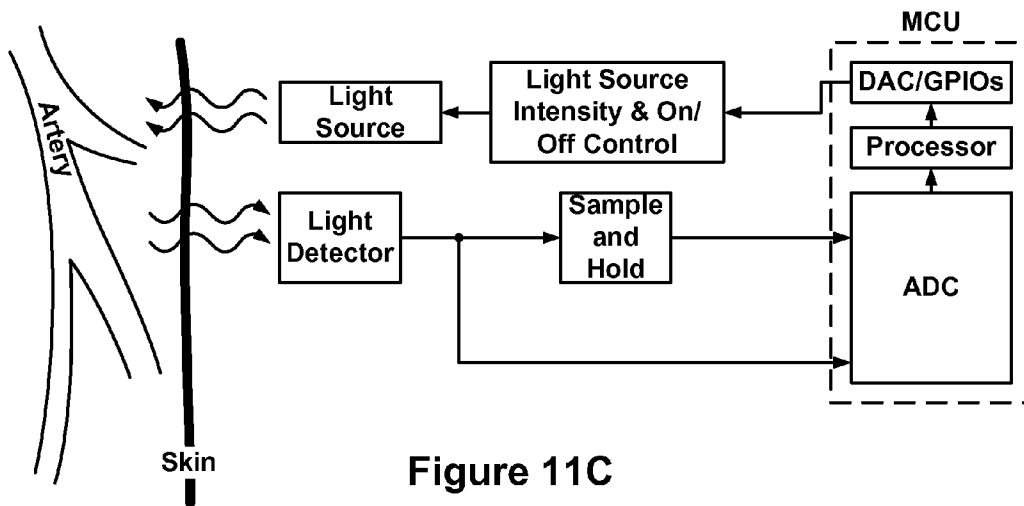 MCU
Light
Source
Light Source
Intensity & On/
Off Control
DAC/GPIOs
Processor
Artery
Light
Detector
Sample
and
Hold
ADC
Skin
Figure 11C